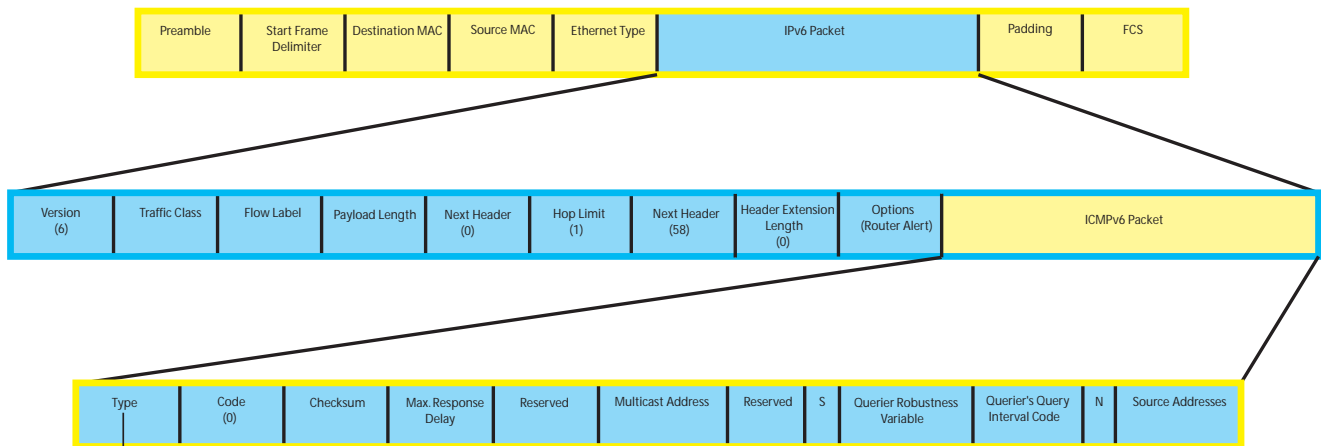 Preamble
Start Frame
Delimiter
Destination MAC
Source MAC
Ethernet Type
IPv6 Packet
Padding
FCS
Version
(6)
Traffic Class
Flow Label
Payload Length
Next Header
(0)
Hop Limit
(1)
Next Header
(58)
Header Extension
Length
(0)
Options
(Router Alert)
ICMPv6 Packet
Type
Code
(0)
Checksum
Max. Response
Delay
Reserved
Multicast Address
Reserved
S
Querier Robustness
Variable
Querier's Query
Interval Code
N
Source Addresses